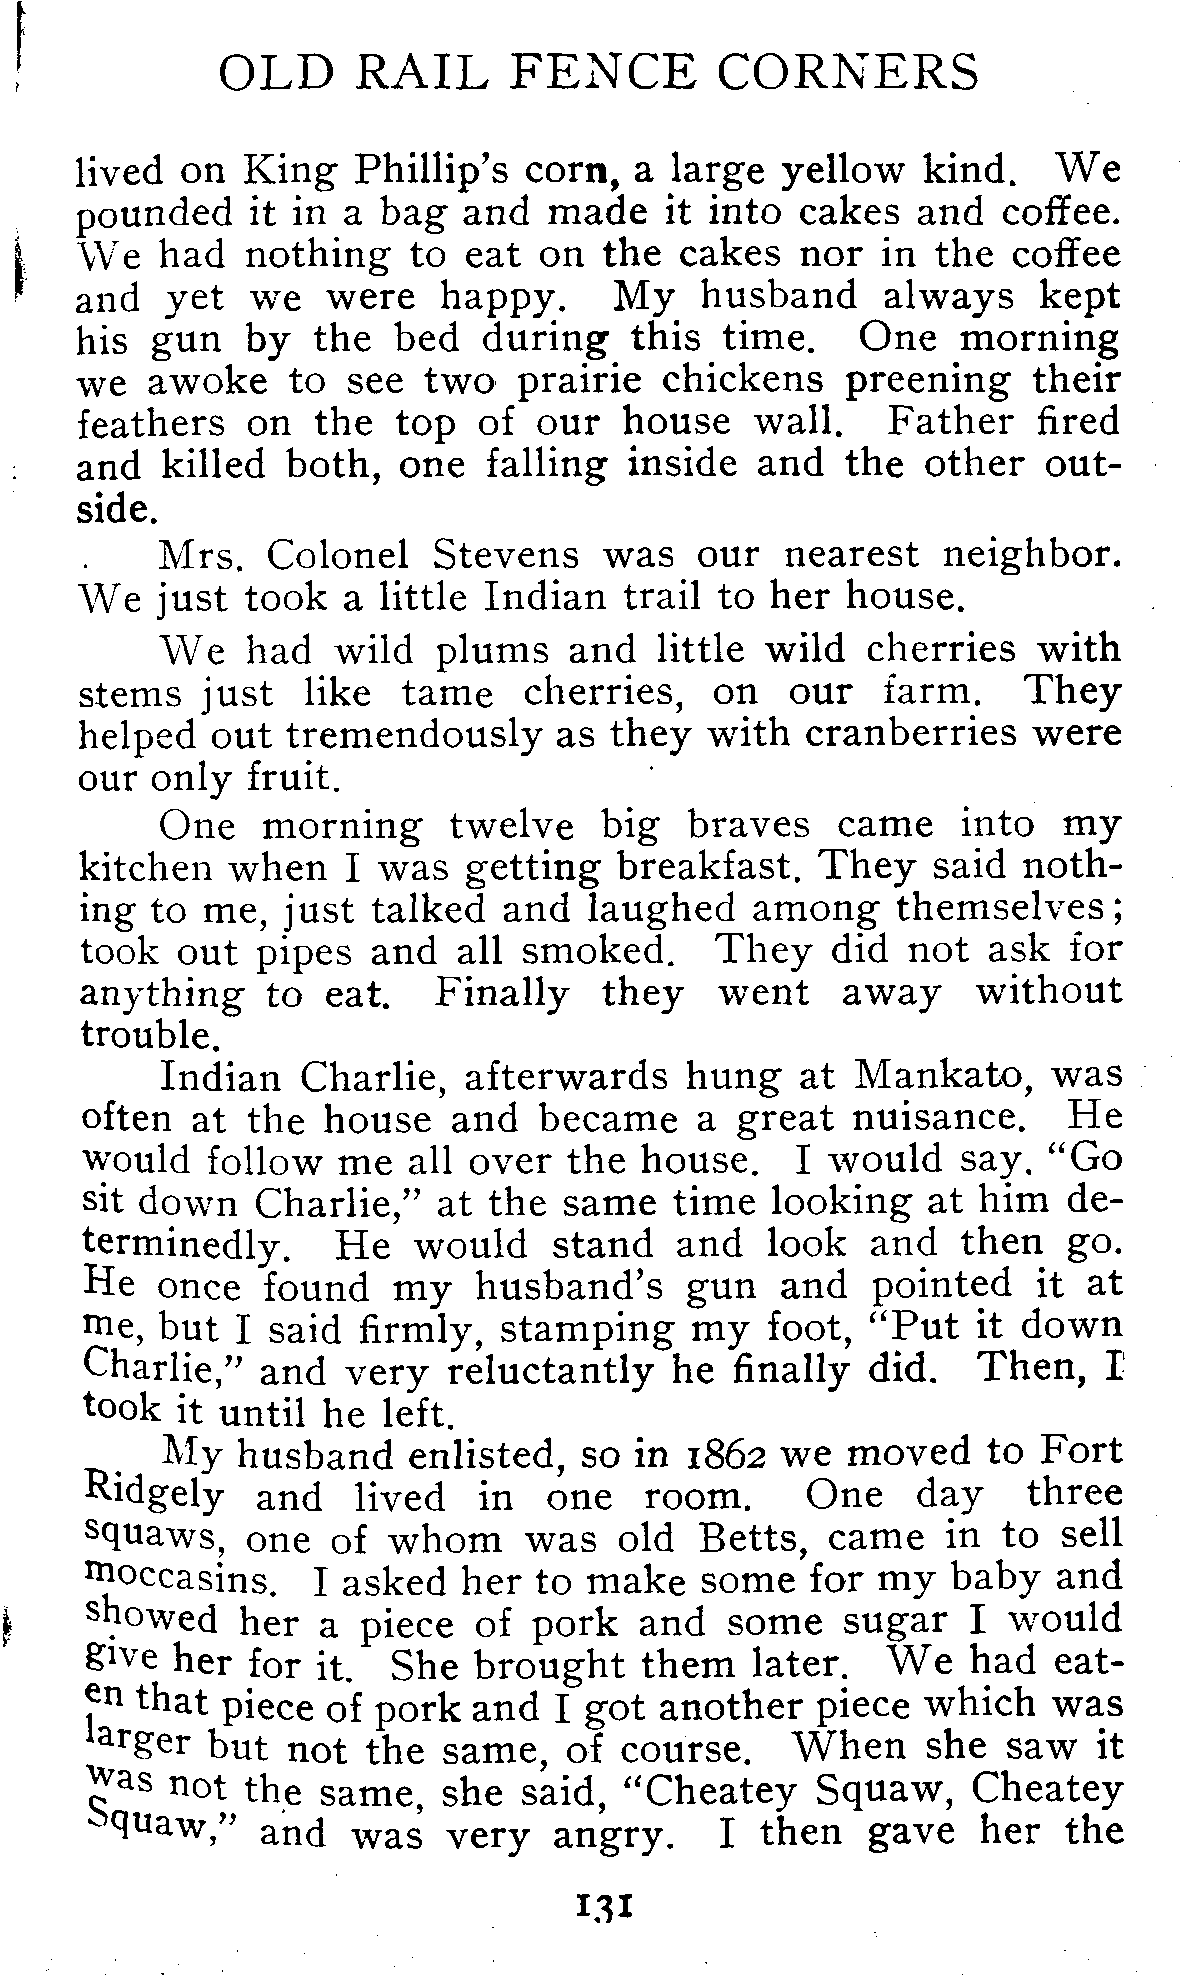 OLD RAIL FENCE CORNERS
lived on King Phillip's corn, a large yellow kind. We
pounded it in a bag and made it into cakes and coffee.
We had nothing to eat on the cakes nor in the coffee
and yet we were happy. My husband always kept
his gun by the bed during this time. One morning
we awoke to see two prairie chickens preening their
feathers on the top of our house wall. Father fired
and killed both, one falling inside and the other out-
side.
Mrs. Colonel Stevens was our nearest neighbor.
We just took a little Indian trail to her house.
We had wild plums and little wild cherries with
stems just like tame cherries, on our farm. They
helped out tremendously as they with cranberries were
our only fruit.
One morning twelve big braves came into my
kitchen when I was getting breakfast. They said noth-
ing to me, just talked and laughed among themselves;
took out pipes and all smoked. They did not ask for
anything to eat. Finally they went away without
trouble.
Indian Charlie, afterwards hung at Mankato, was
often at the house and became a great nuisance. He
would follow me all over the house. I would say. "Go
sit down Charlie," at the same time looking at him de-
terminedly. He would stand and look and then go.
He once found my husband's gun and pointed it at
me, but I said firmly, stamping my foot, "Put it down
Charlie," and very reluctantly he finally did. Then, I
took it until he left.
My husband enlisted, so in 1862 we moved to Fort
Ridgely and lived in one room. One day three
squaws, one of whom was old Betts, came in to sell
moccasins. I asked her to make some for my baby and
showed her a piece of pork and some sugar I would
give her for it. She brought them later. We had eat-
en that piece of pork and I got another piece which was
larger but not the same, of course. When she saw it
was not the same, she said, "Cheatey Squaw, Cheatey
Squaw," and was very angry. I then gave her the
131